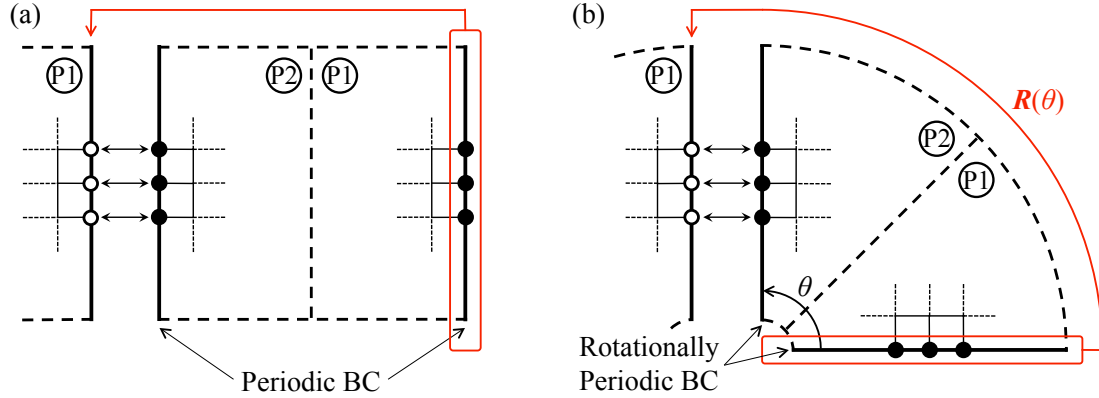 (a)
P1
P2
P1
Periodic BC
(b)
P1
R(θ)
P2
P1
θ
Rotationally
Periodic BC